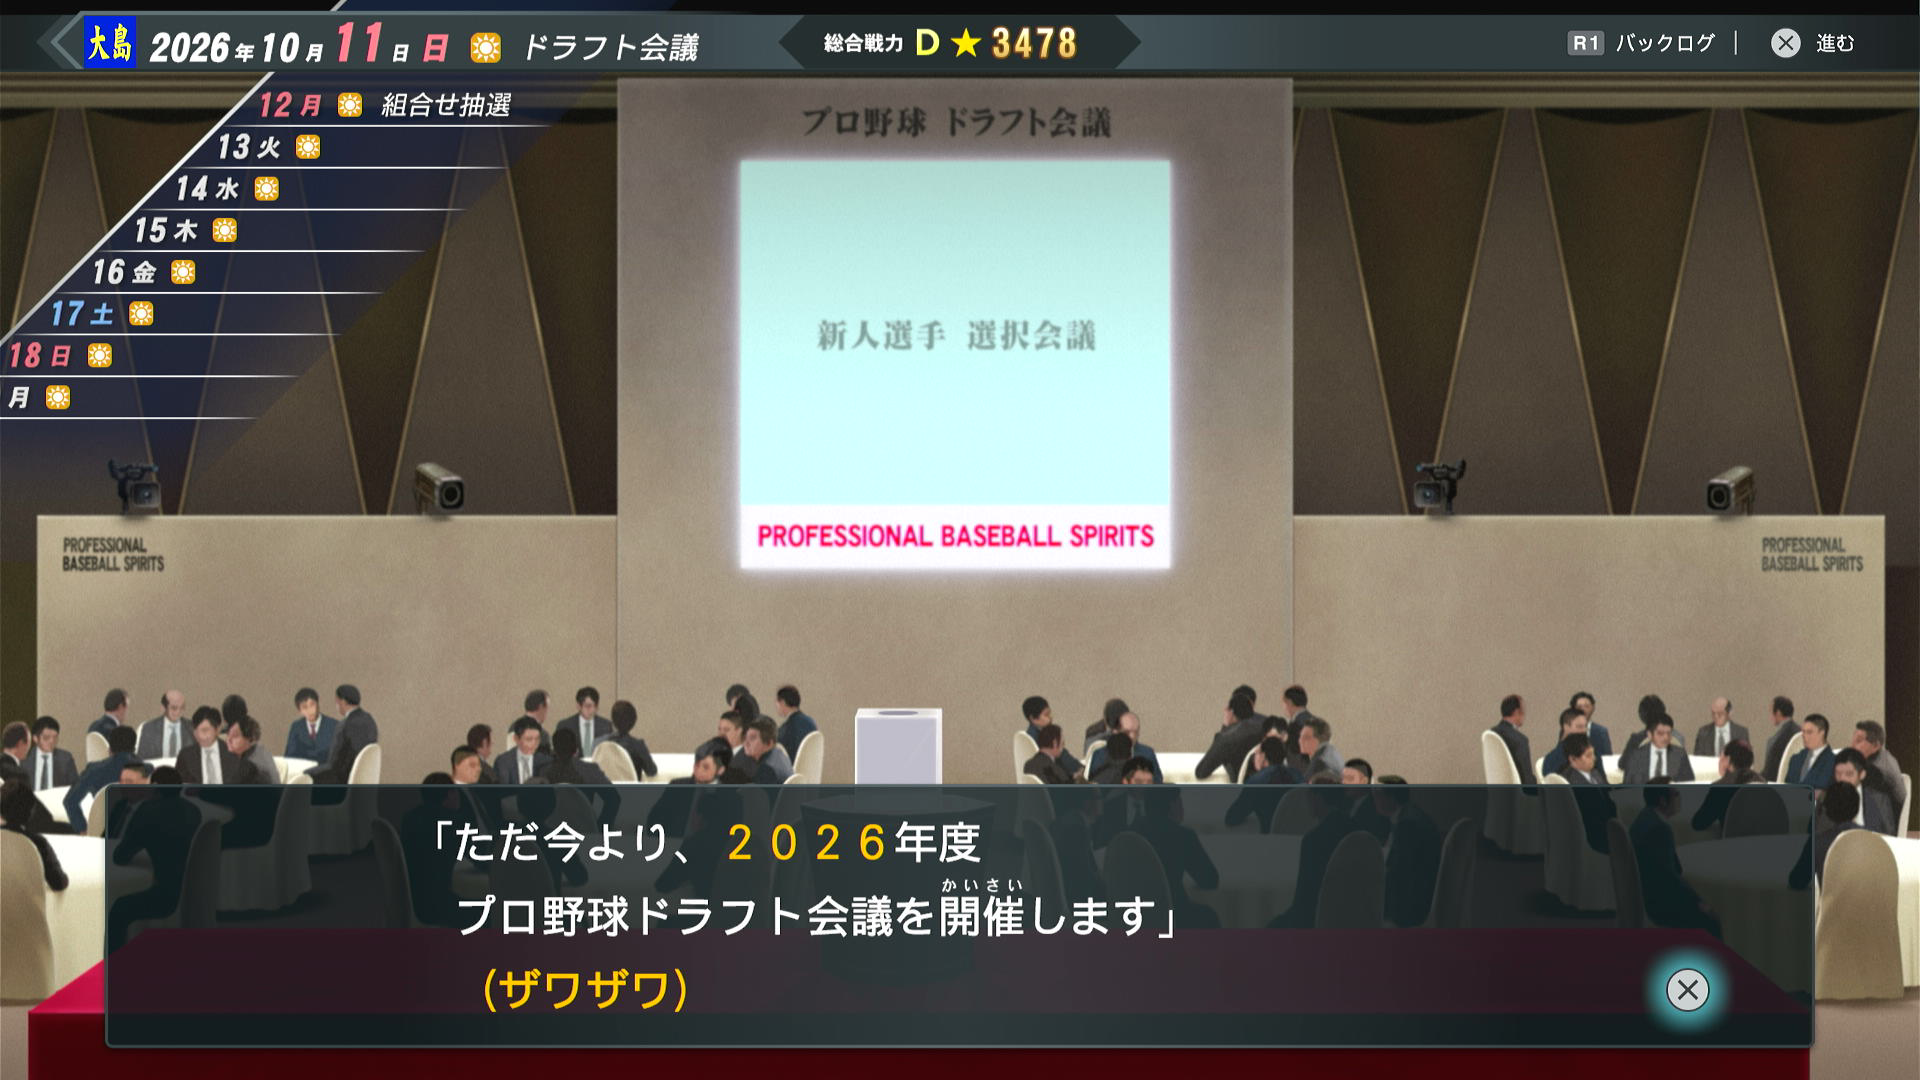 大島 2026年10月11日 日 ドラフト会議
総合戦力 D ★ 3478
R1 バックログ | 進む
12 月 組合せ抽選
13 火
14 水
15 木
16 金
17 土
18 日
月
プロ野球 ドラフト会議
新人選手 選択会議
PROFESSIONAL BASEBALL SPIRITS
PROFESSIONAL
BASEBALL SPIRITS
PROFESSIONAL
BASEBALL SPIRITS
「ただ今より、２０２６年度
かいさい
プロ野球ドラフト会議を開催します」
(ザワザワ)